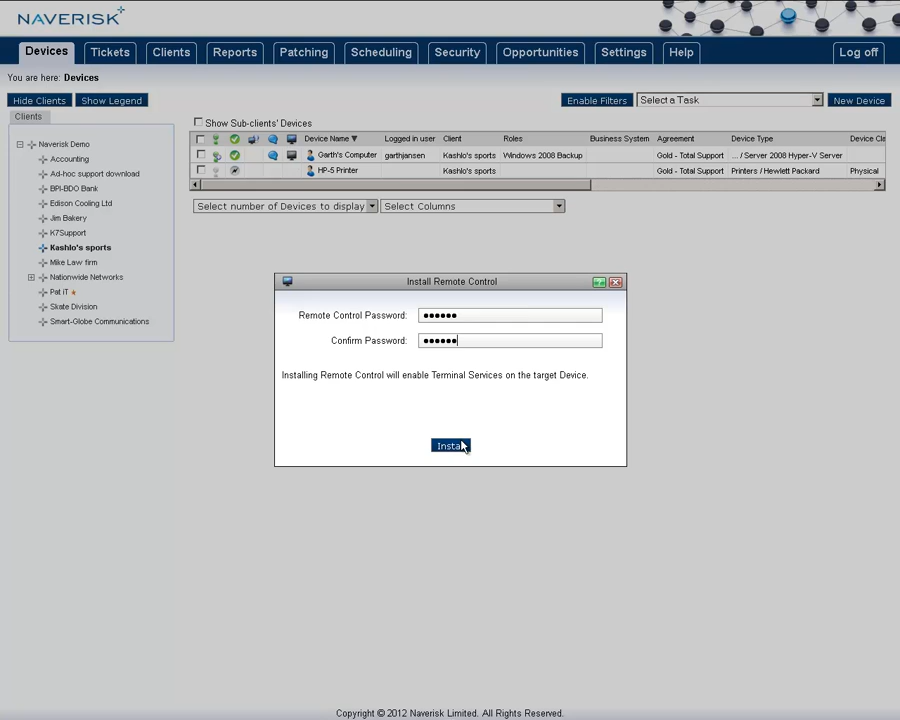 NAVERISK
Devices Tickets Clients Reports Patching Scheduling Security Opportunities Settings Help Log off
You are here: Devices
Hide Clients Show Legend Enable Filters Select a Task New Device
Clients
Show Sub-clients' Devices
Device Name Logged in user Client Roles Business System Agreement Device Type Device Cl
Garth's Computer garthjansen Kashlo's sports Windows 2008 Backup Gold - Total Support ... / Server 2008 Hyper-V Server
HP-5 Printer Kashlo's sports Gold - Total Support Printers / Hewlett Packard Physical
Select number of Devices to display Select Columns
Naverisk Demo
Accounting
Ad-hoc support download
BPI-BDO Bank
Edison Cooling Ltd
Jim Bakery
K7Support
Kashlo's sports
Mike Law firm
Nationwide Networks
Pat iT
Skate Division
Smart-Globe Communications
Install Remote Control
Remote Control Password: ••••••
Confirm Password: ••••••
Installing Remote Control will enable Terminal Services on the target Device.
Install
Copyright © 2012 Naverisk Limited. All Rights Reserved.